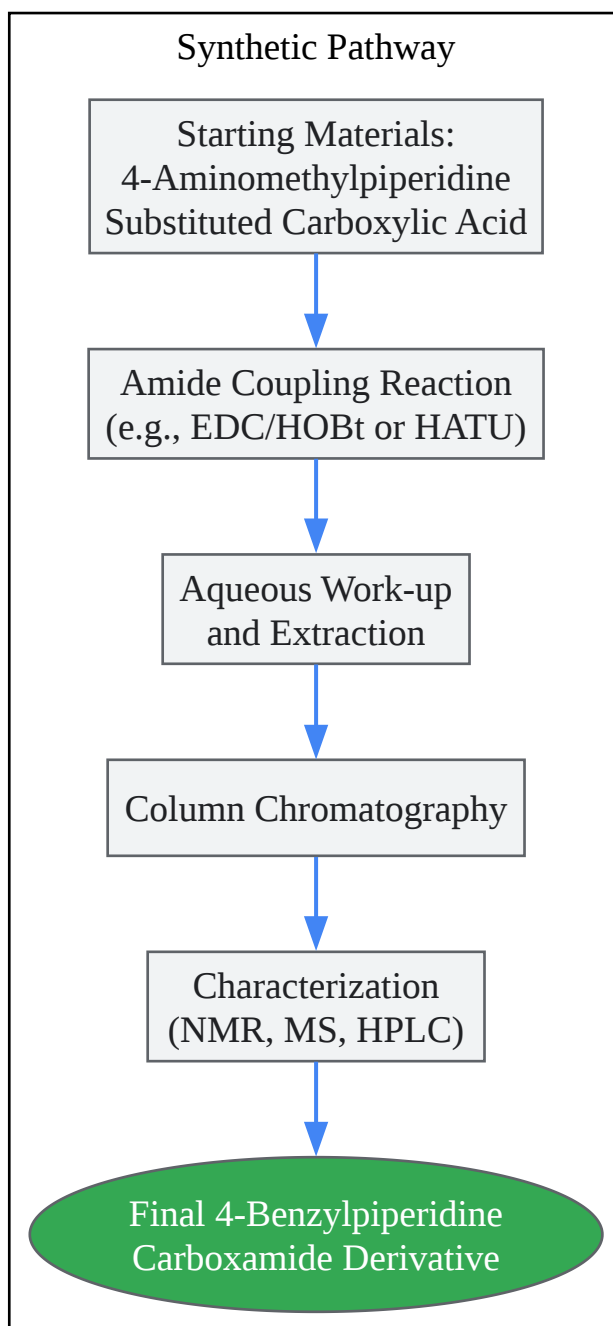 Synthetic Pathway
Starting Materials:
4-Aminomethylpiperidine
Substituted Carboxylic Acid
Amide Coupling Reaction
(e.g., EDC/HOBt or HATU)
Aqueous Work-up
and Extraction
Column Chromatography
Characterization
(NMR, MS, HPLC)
Final 4-Benzylpiperidine
Carboxamide Derivative